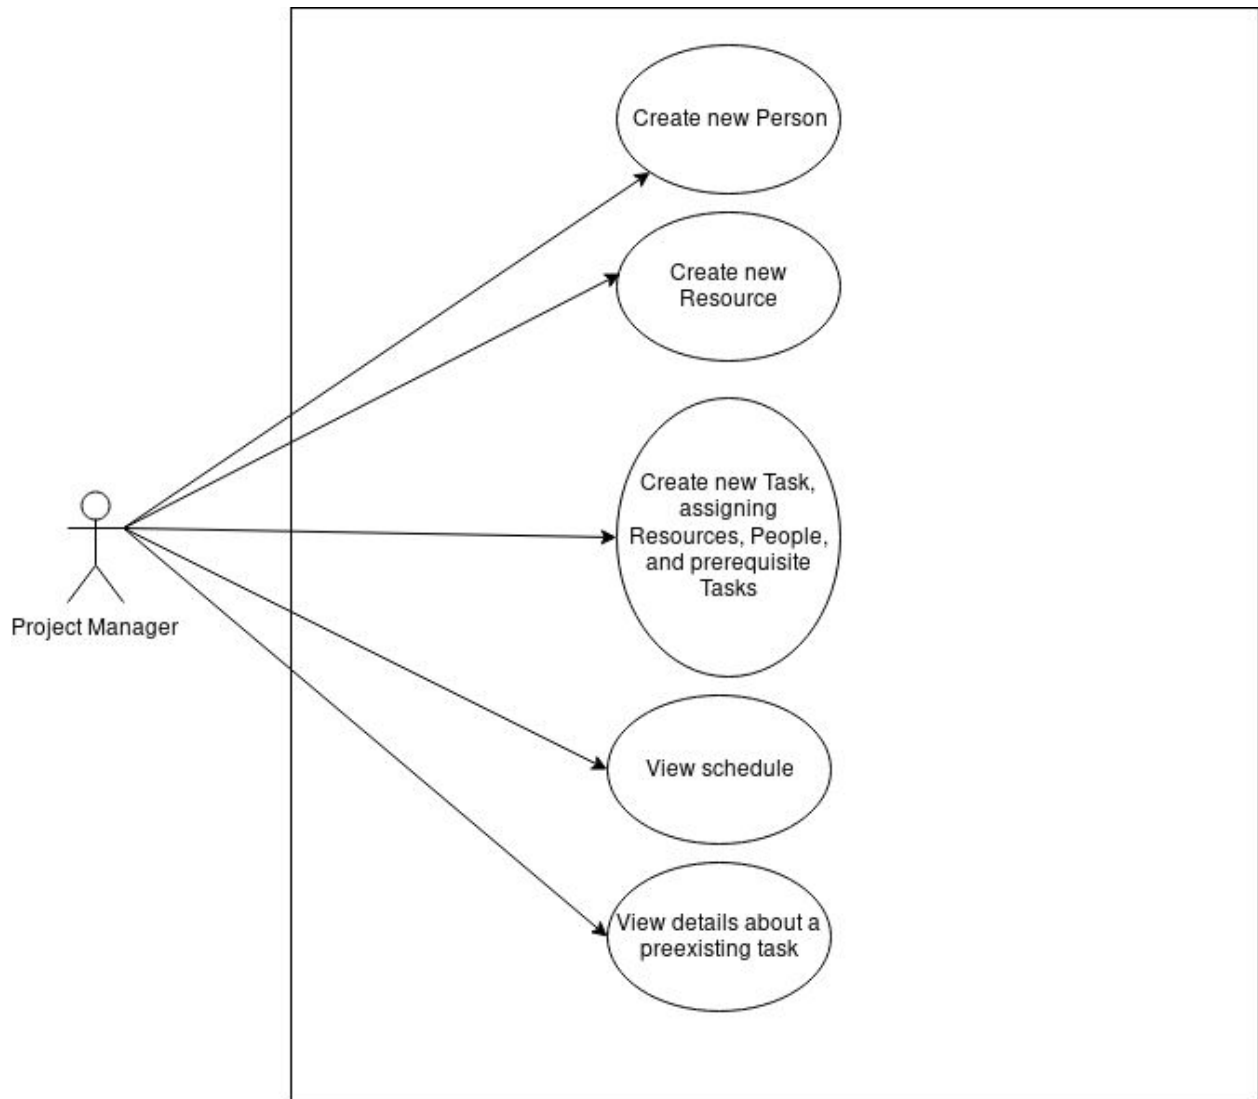 Create new Person
Create new
Resource
Create new Task,
assigning
Resources, People,
and prerequisite
Tasks
Project Manager
View schedule
View details about a
preexisting task